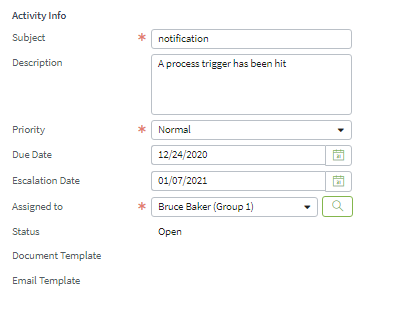 Activity Info
Subject * notification
Description A process trigger has been hit
Priority * Normal
Due Date 12/24/2020
Escalation Date 01/07/2021
Assigned to * Bruce Baker (Group 1)
Status Open
Document Template
Email Template